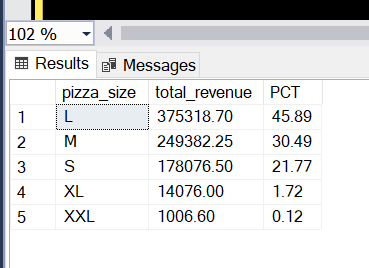 102 %
Results Messages
pizza_size total_revenue PCT
1 L 375318.70 45.89
2 M 249382.25 30.49
3 S 178076.50 21.77
4 XL 14076.00 1.72
5 XXL 1006.60 0.12